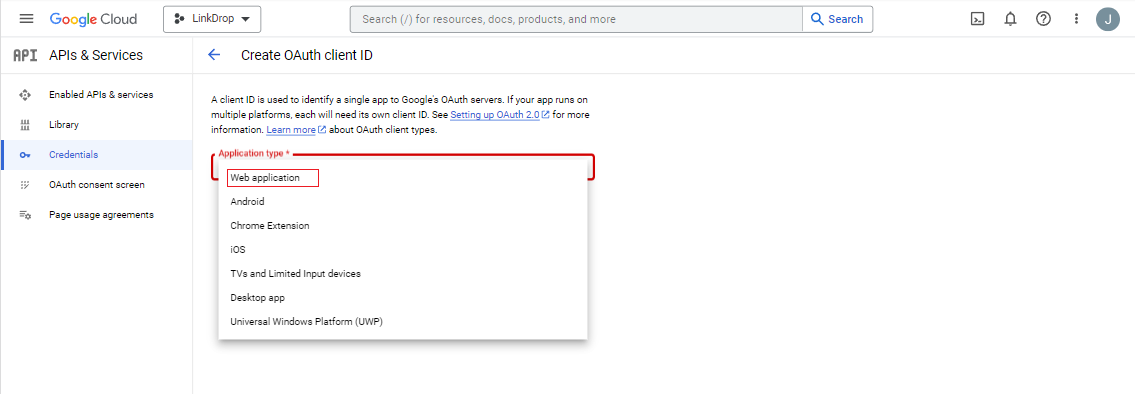 Google Cloud
LinkDrop
Search (/) for resources, docs, products, and more
Search
J
API
APIs & Services
Create OAuth client ID
Enabled APIs & services
Library
Credentials
OAuth consent screen
Page usage agreements
A client ID is used to identify a single app to Google's OAuth servers. If your app runs on
multiple platforms, each will need its own client ID. See Setting up OAuth 2.0 for more
information. Learn more about OAuth client types.
Application type *
Web application
Android
Chrome Extension
iOS
TVs and Limited Input devices
Desktop app
Universal Windows Platform (UWP)